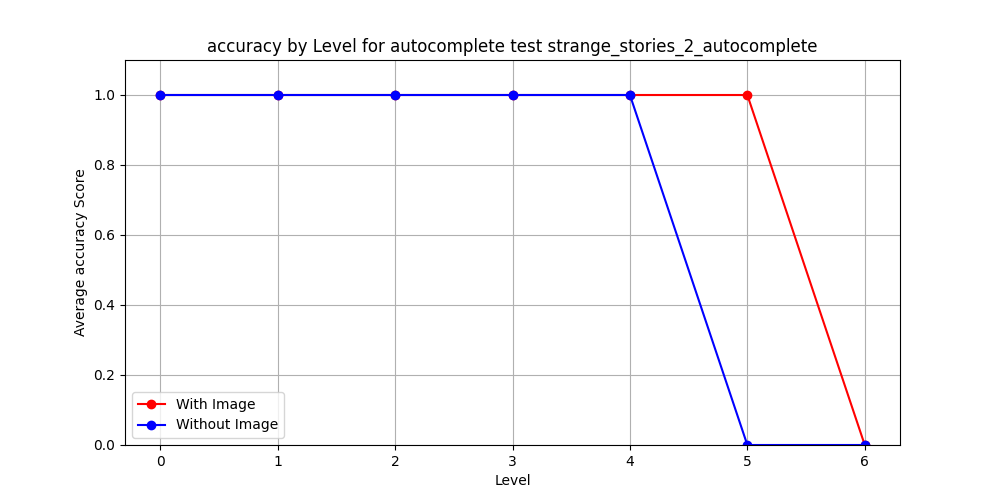 accuracy by Level for autocomplete test strange_stories_2_autocomplete
Average accuracy Score
1.0
0.8
0.6
0.4
0.2
0.0
With Image
Without Image
0 1 2 3 4 5 6
Level